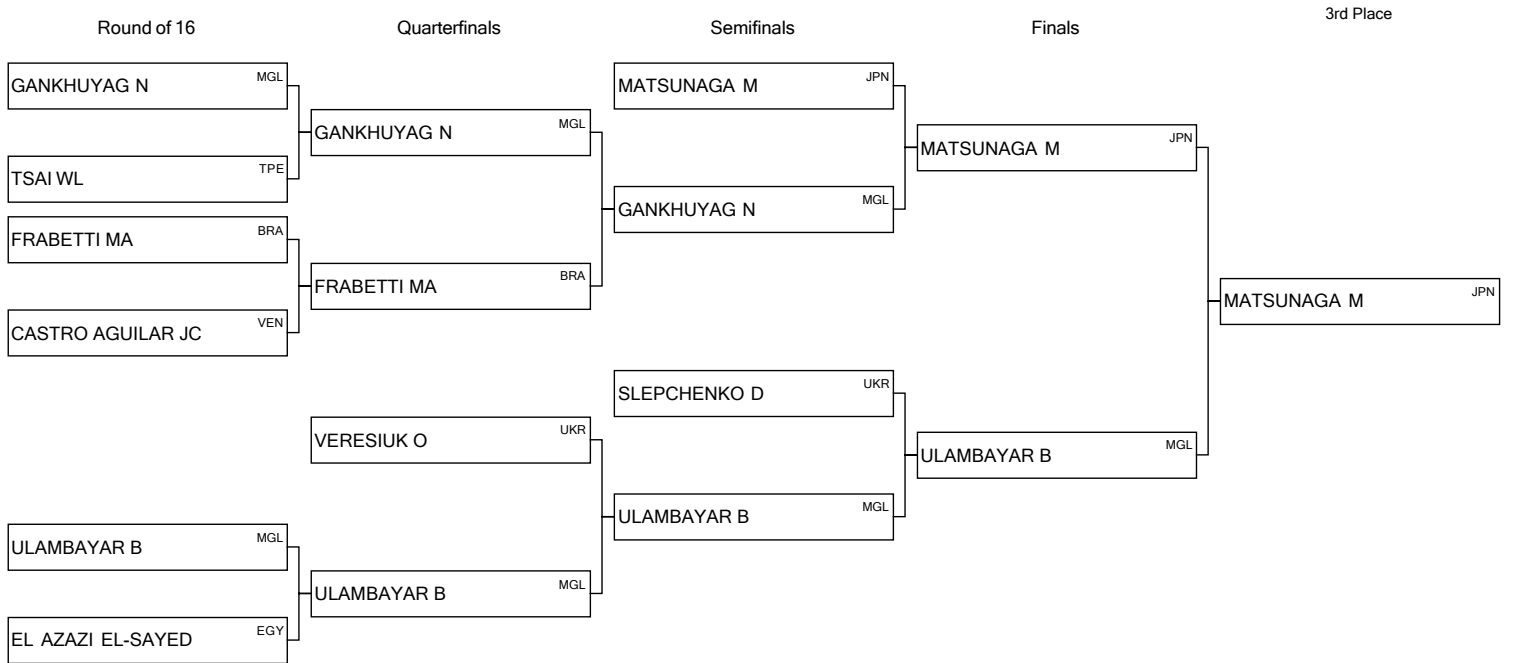 Round of 16
Quarterfinals
Semifinals
Finals
3rd Place
GANKHUYAG N MGL
TSAI WL TPE
FRABETTI MA BRA
CASTRO AGUILAR JC VEN
ULAMBAYAR B MGL
EL AZAZI EL-SAYED EGY
GANKHUYAG N MGL
FRABETTI MA BRA
VERESIUK O UKR
ULAMBAYAR B MGL
MATSUNAGA M JPN
GANKHUYAG N MGL
SLEPCHENKO D UKR
ULAMBAYAR B MGL
MATSUNAGA M JPN
ULAMBAYAR B MGL
MATSUNAGA M JPN